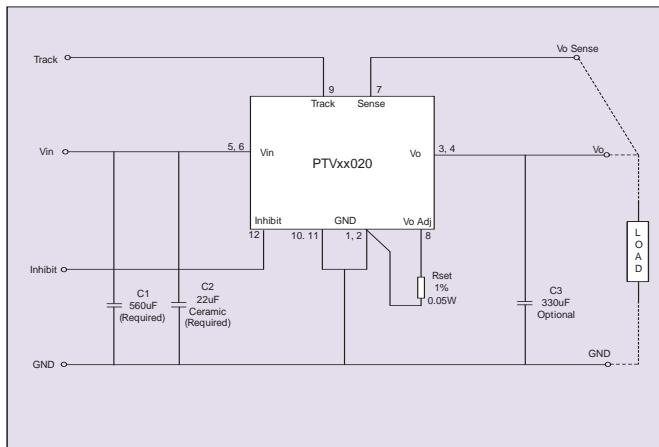 Vo Sense
Track
9
7
Track
Sense
Vin
5, 6
Vin
PTVxx020
Vo
3, 4
Vo
Inhibit
GND
Vo Adj
12
10. 11
1, 2
8
LOAD
Inhibit
Rset
1%
0.05W
C1
560uF
(Required)
C2
22uF
Ceramic
(Required)
C3
330uF
Optional
GND
GND